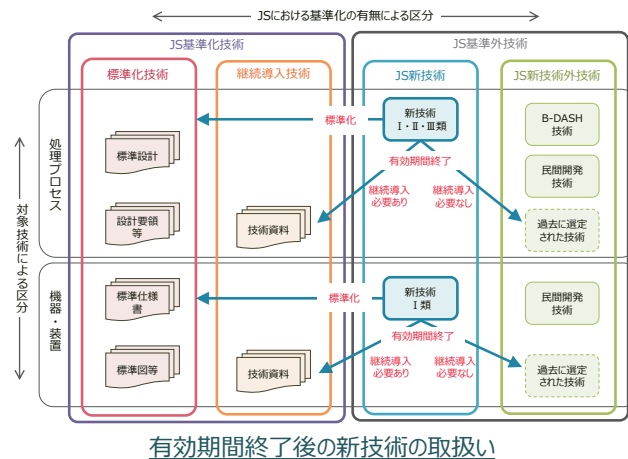 JSにおける基準化の有無による区分
JS基準化技術
JS基準外技術
標準化技術
継続導入技術
JS新技術
JS新技術外技術
対象技術による区分
処理プロセス
標準設計
設計要領
等
技術資料
標準化
新技術
Ⅰ・Ⅱ・Ⅲ類
有効期間終了
継続導入
必要あり
継続導入
必要なし
B-DASH
技術
民間開発
技術
過去に選定
された技術
機器・装置
標準仕様
書
標準図等
技術資料
標準化
新技術
Ⅰ類
有効期間終了
継続導入
必要あり
継続導入
必要なし
民間開発
技術
過去に選定
された技術
有効期間終了後の新技術の取扱い